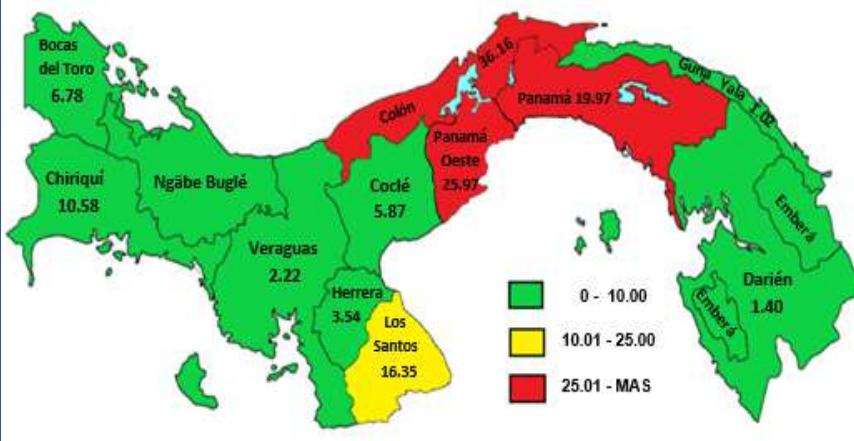 Bocas
del Toro
6.78
Chiriquí
10.58
Ngäbe Buglé
Veraguas
2.22
Herrera
3.54
Los
Santos
16.35
Coclé
5.87
Colón
36.16
Panamá
Oeste
25.97
Panamá 19.97
Guna Yala 1.02
Emberá
Darién
1.40
Emberá
0 - 10.00
10.01 - 25.00
25.01 - MAS